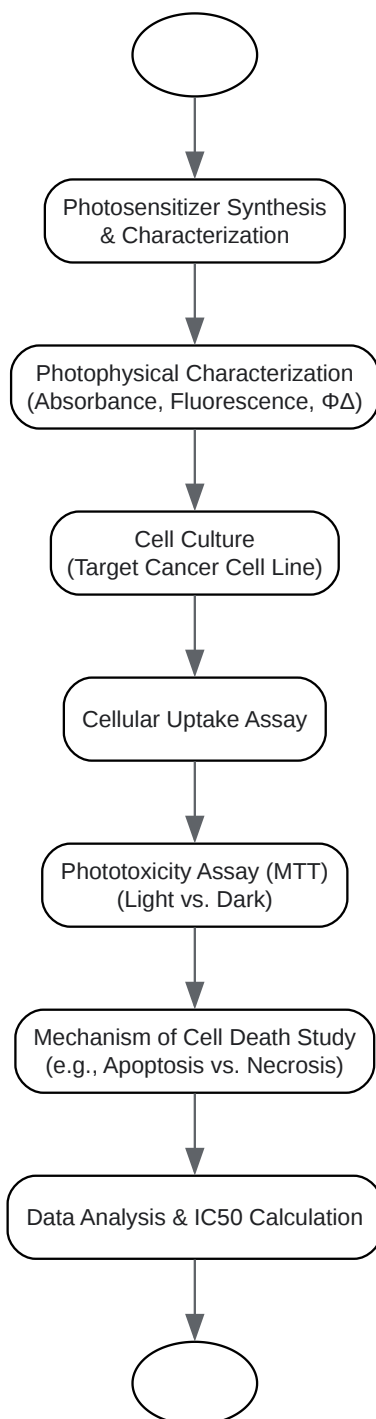 Photosensitizer Synthesis
& Characterization
Photophysical Characterization
(Absorbance, Fluorescence, ΦΔ)
Cell Culture
(Target Cancer Cell Line)
Cellular Uptake Assay
Phototoxicity Assay (MTT)
(Light vs. Dark)
Mechanism of Cell Death Study
(e.g., Apoptosis vs. Necrosis)
Data Analysis & IC50 Calculation